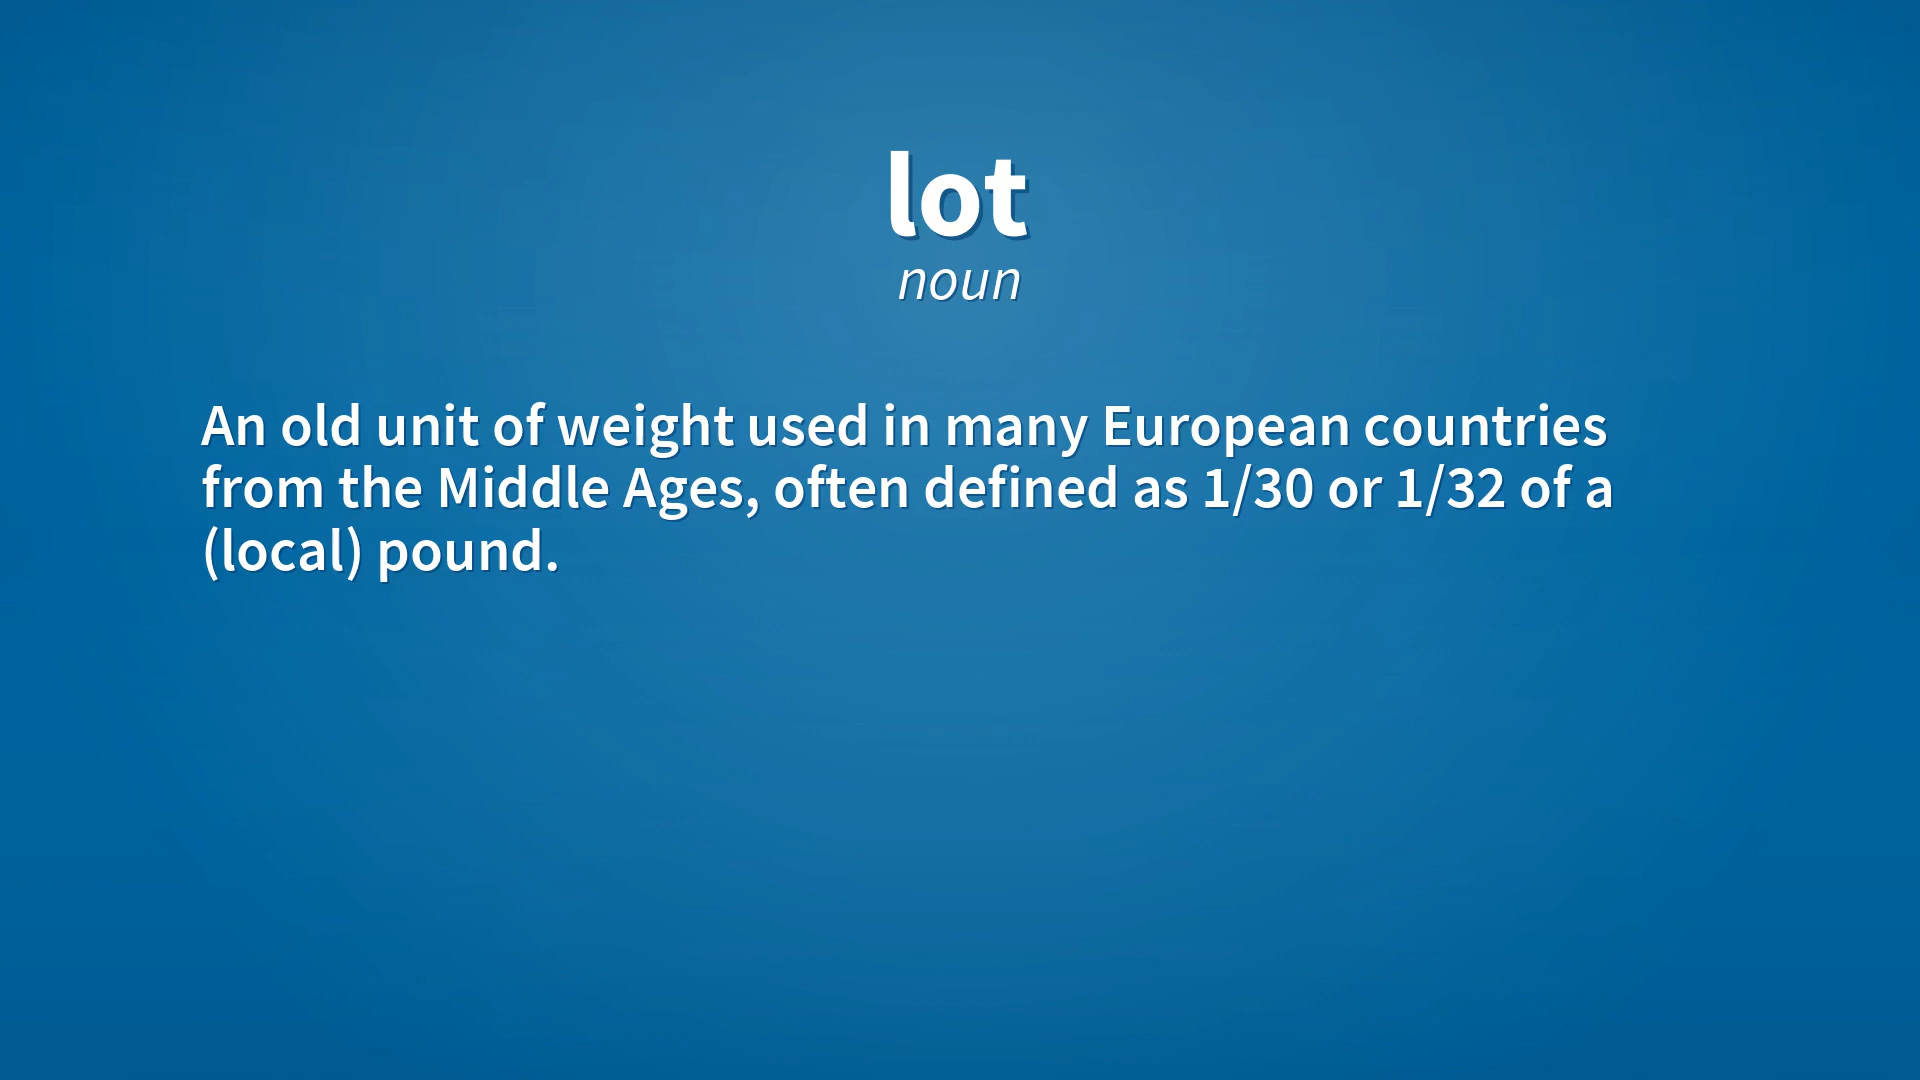 lot
noun
An old unit of weight used in many European countries
from the Middle Ages, often defined as 1/30 or 1/32 of a
(local) pound.